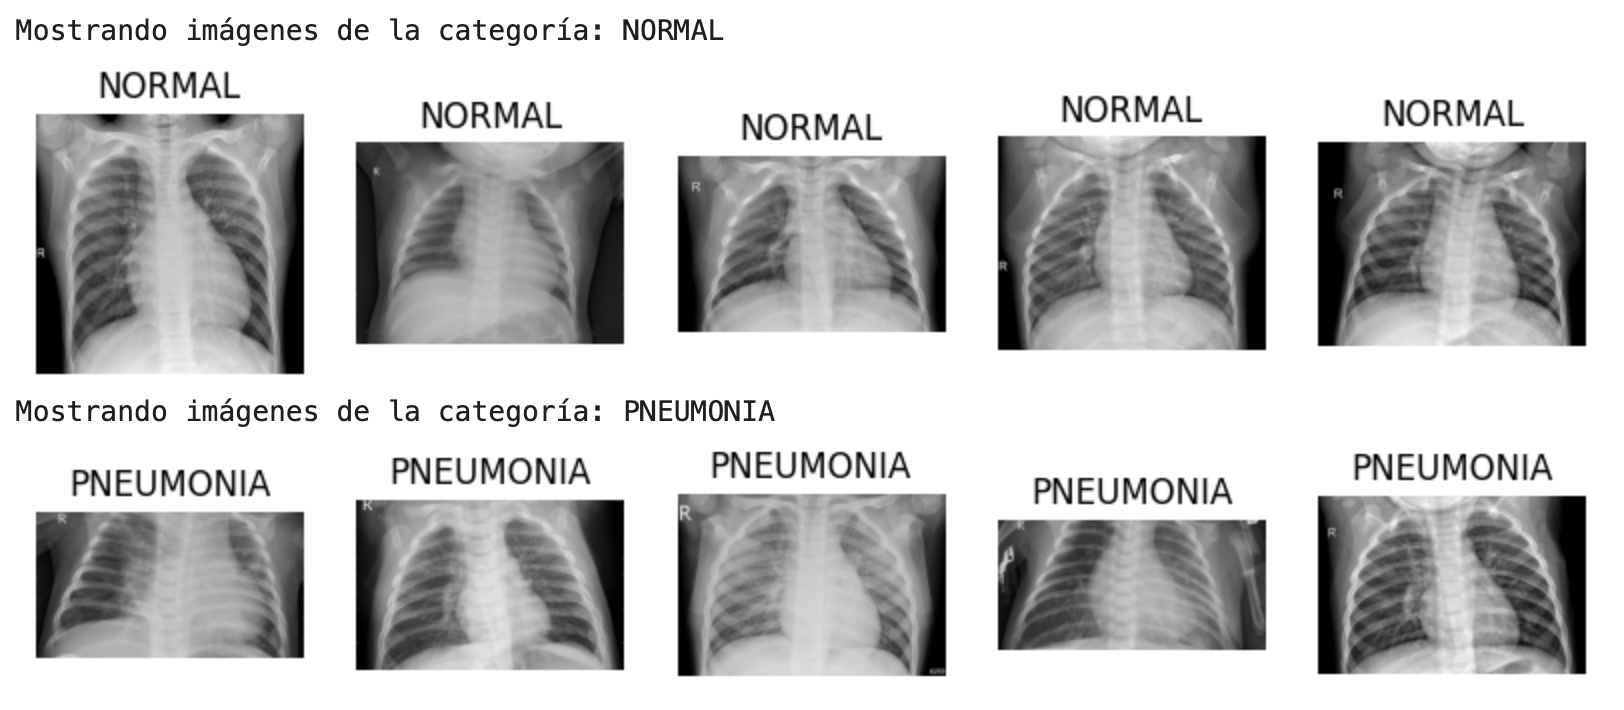 Mostrando imágenes de la categoría: NORMAL
NORMAL NORMAL NORMAL NORMAL NORMAL
R R R R R
Mostrando imágenes de la categoría: PNEUMONIA
PNEUMONIA PNEUMONIA PNEUMONIA PNEUMONIA PNEUMONIA
R R R R R